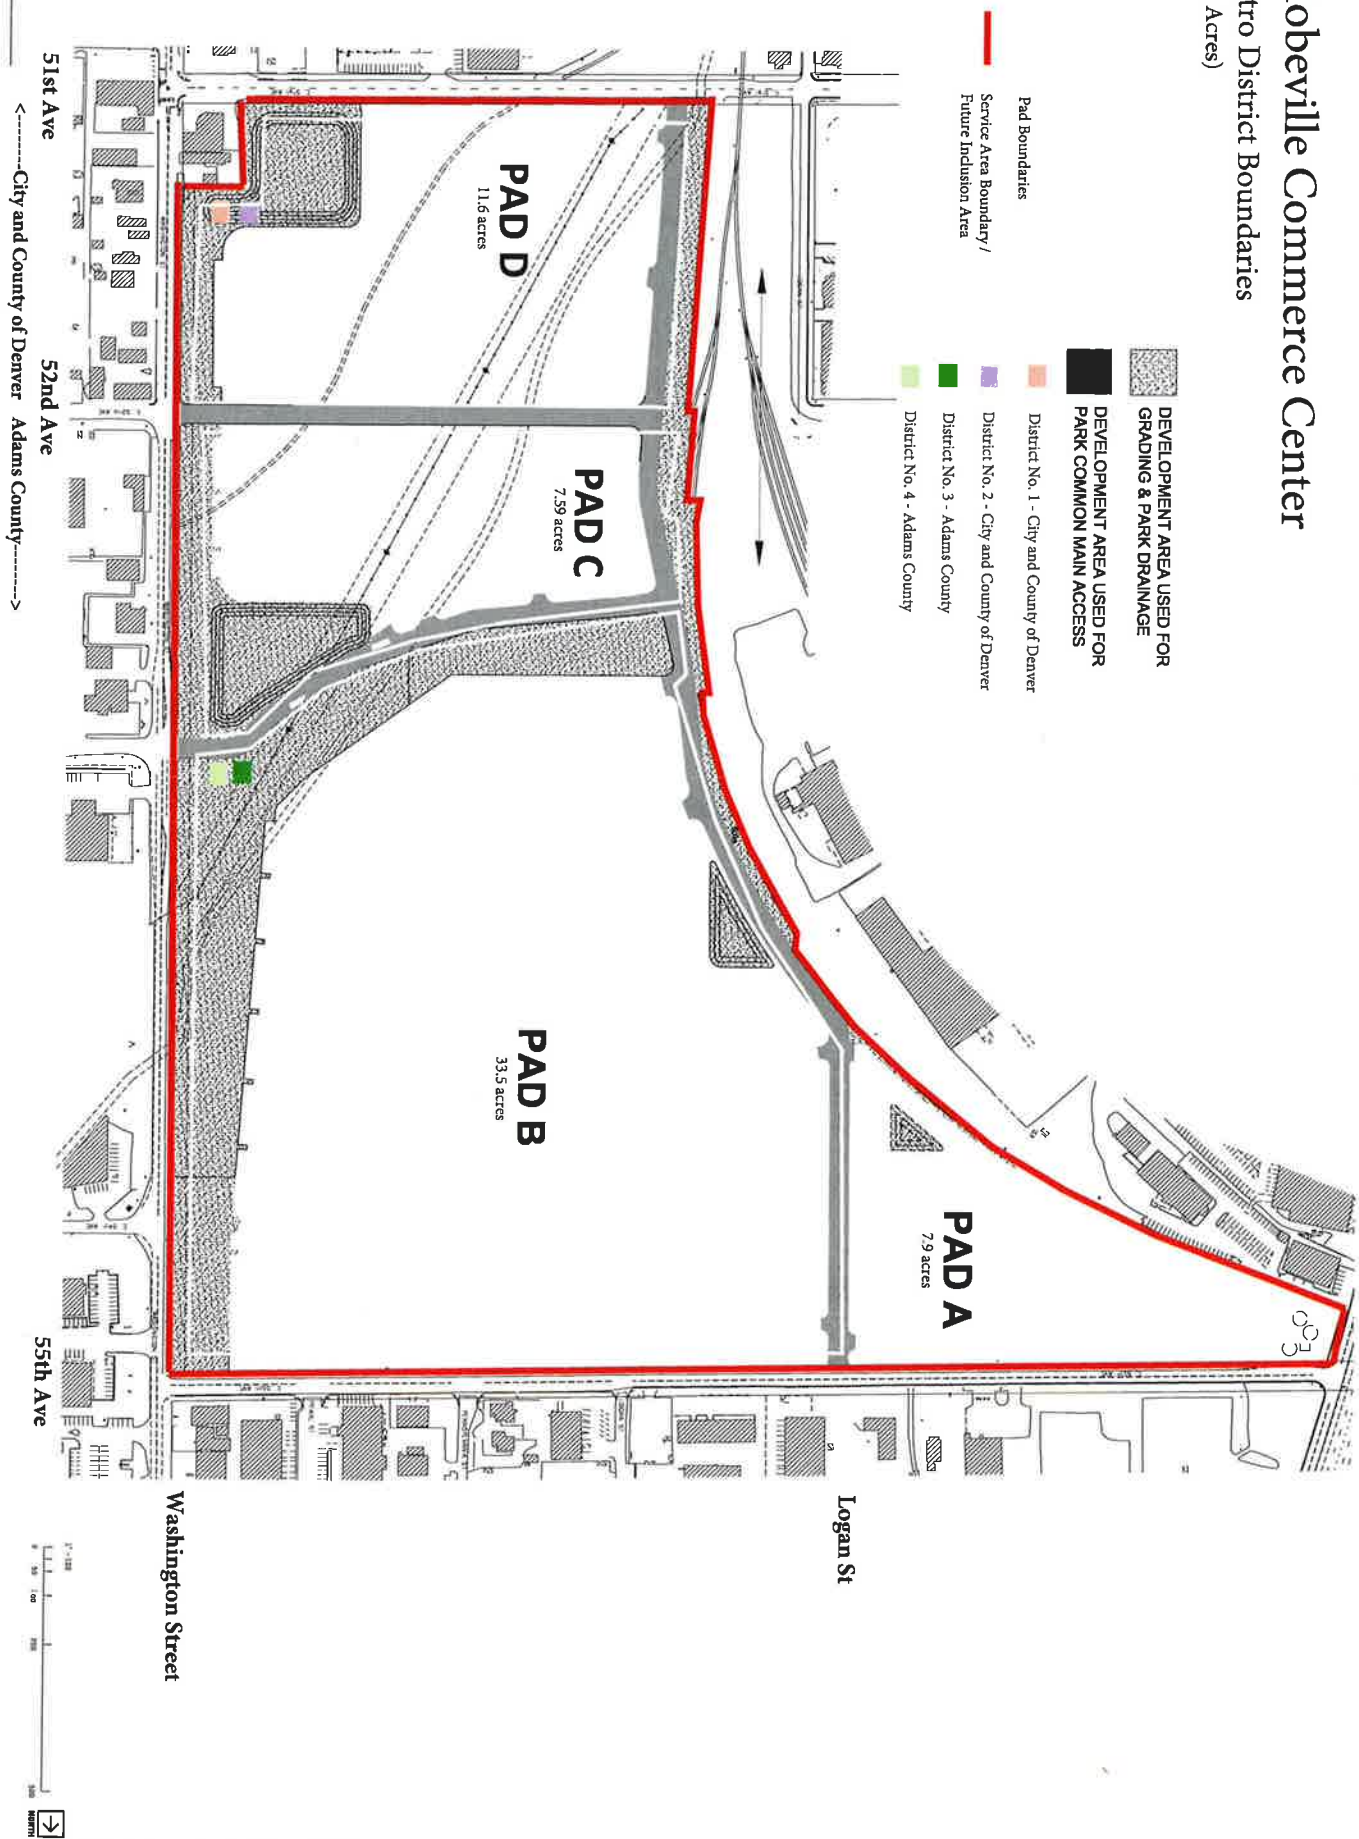 obeville Commerce Center
tro District Boundaries
Acres)
Pad Boundaries
Service Area Boundary /
Future Inclusion Area
DEVELOPMENT AREA USED FOR
GRADING & PARK DRAINAGE
DEVELOPMENT AREA USED FOR
PARK COMMON MAIN ACCESS
District No. 1 - City and County of Denver
District No. 2 - City and County of Denver
District No. 3 - Adams County
District No. 4 - Adams County
PAD D
11.6 acres
PAD C
7.59 acres
PAD B
33.5 acres
PAD A
7.9 acres
51st Ave
52nd Ave
55th Ave
<-------City and County of Denver Adams County------->
Logan St
Washington Street
NORTH